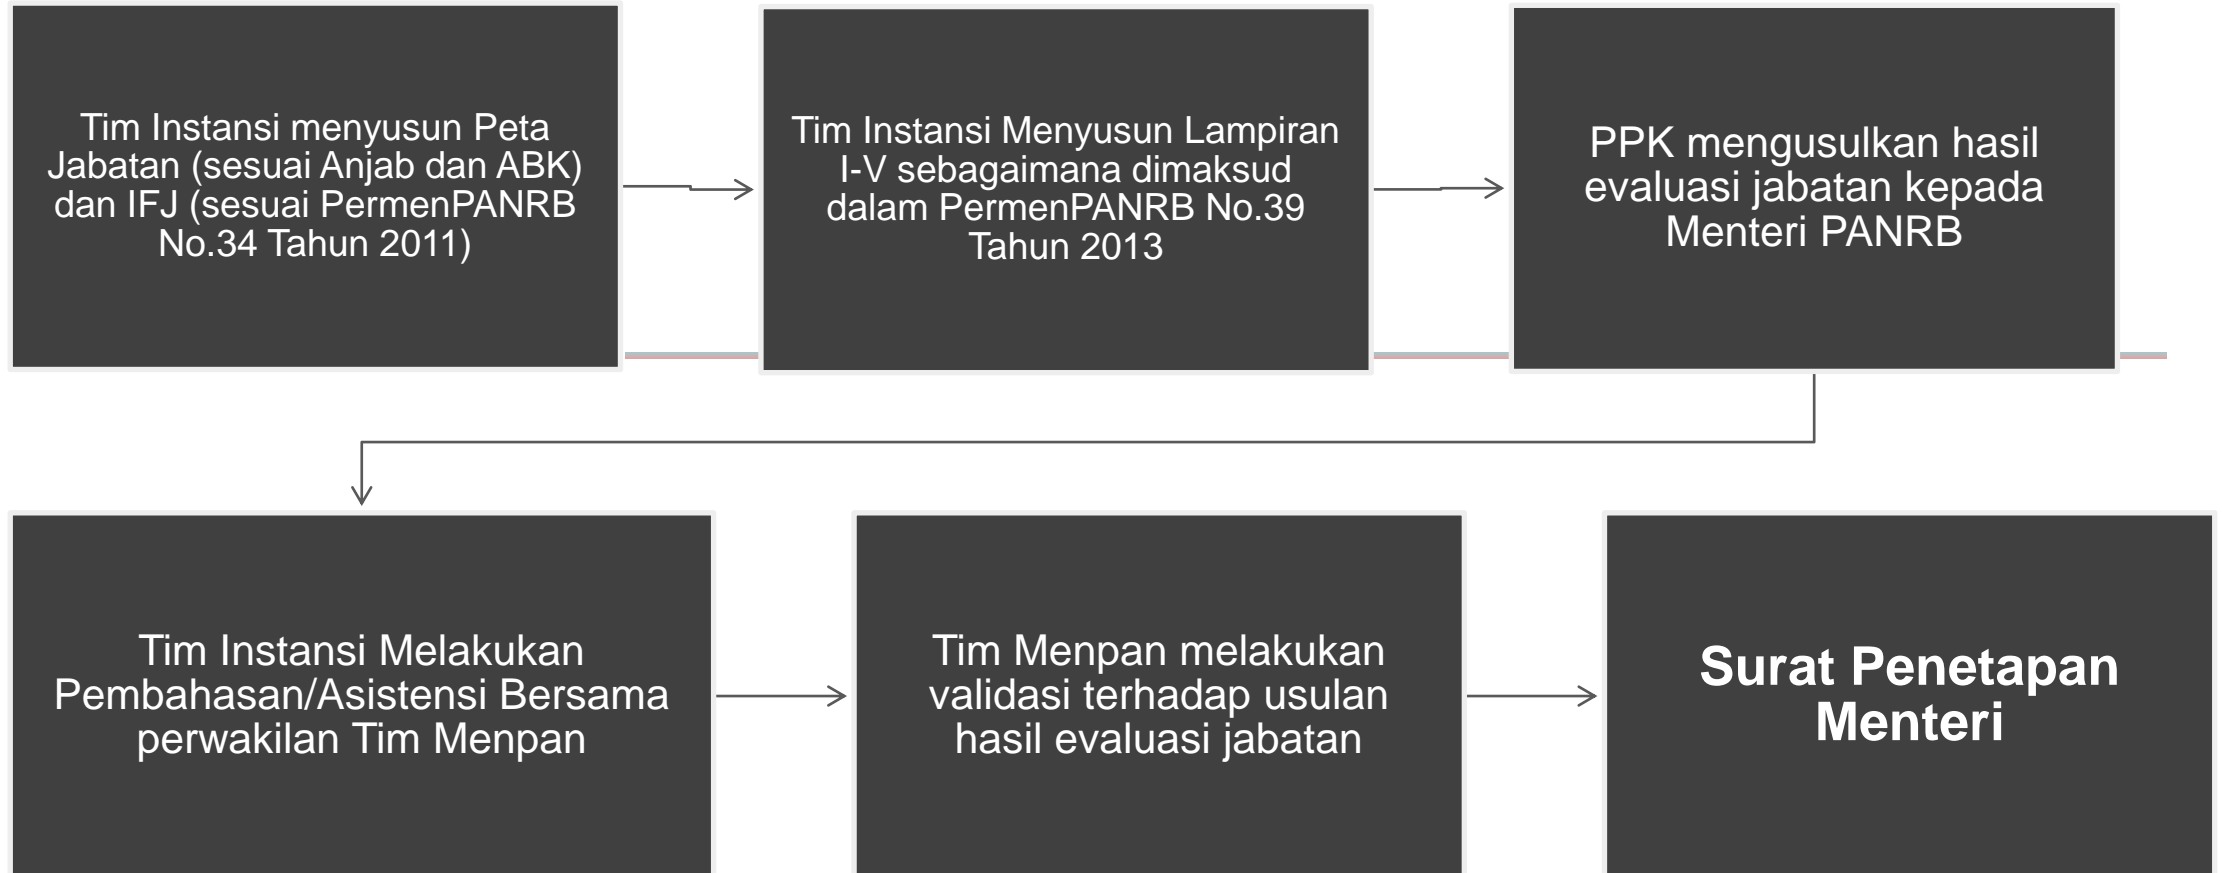 Tim Instansi menyusun Peta
Jabatan (sesuai Anjab dan ABK)
dan IFJ (sesuai PermenPANRB
No.34 Tahun 2011)
Tim Instansi Menyusun Lampiran
I-V sebagaimana dimaksud
dalam PermenPANRB No.39
Tahun 2013
PPK mengusulkan hasil
evaluasi jabatan kepada
Menteri PANRB
Tim Instansi Melakukan
Pembahasan/Asistensi Bersama
perwakilan Tim Menpan
Tim Menpan melakukan
validasi terhadap usulan
hasil evaluasi jabatan
Surat Penetapan
Menteri